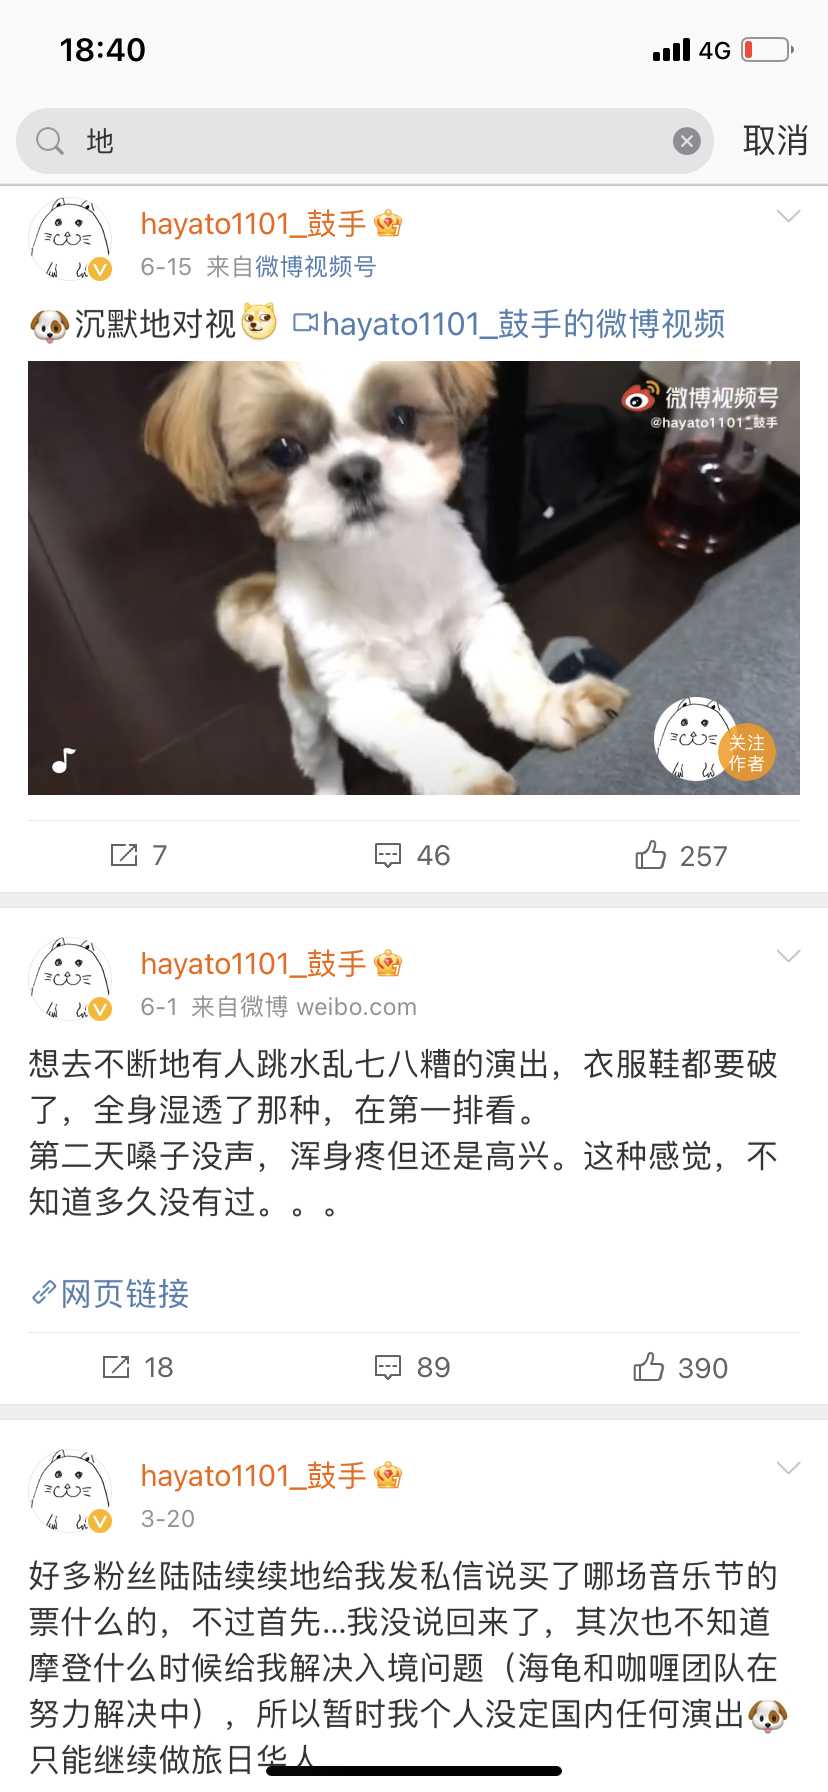 18:40
4G
地
取消
hayato1101_鼓手
6-15 来自微博视频号
沉默地对视 hayato1101_鼓手的微博视频
微博视频号
@hayato1101_鼓手
关注
作者
7 46 257
hayato1101_鼓手
6-1 来自微博 weibo.com
想去不断地有人跳水乱七八糟的演出，衣服鞋都要破
了，全身湿透了那种，在第一排看。
第二天嗓子没声，浑身疼但还是高兴。这种感觉，不
知道多久没有过。。。
网页链接
18 89 390
hayato1101_鼓手
3-20
好多粉丝陆陆续续地给我发私信说买了哪场音乐节的
票什么的，不过首先...我没说回来了，其次也不知道
摩登什么时候给我解决入境问题（海龟和咖喱团队在
努力解决中），所以暂时我个人没定国内任何演出
只能继续做旅日华人